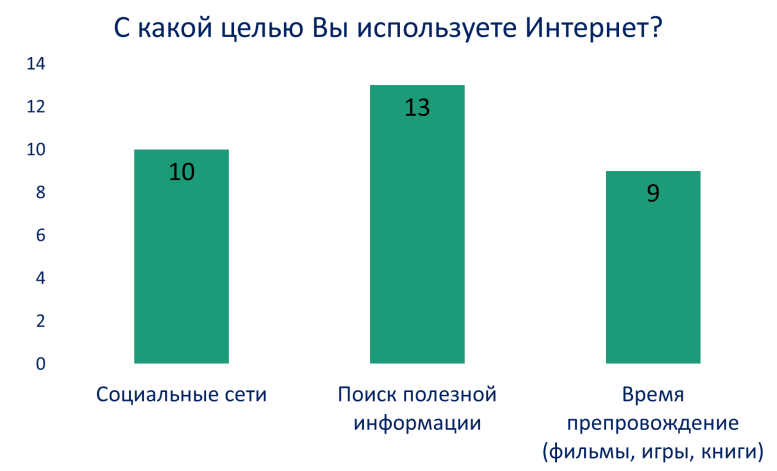 С какой целью Вы используете Интернет?
14
12
10
8
6
4
2
0
10
13
9
Социальные сети
Поиск полезной
информации
Время
препровождение
(фильмы, игры, книги)